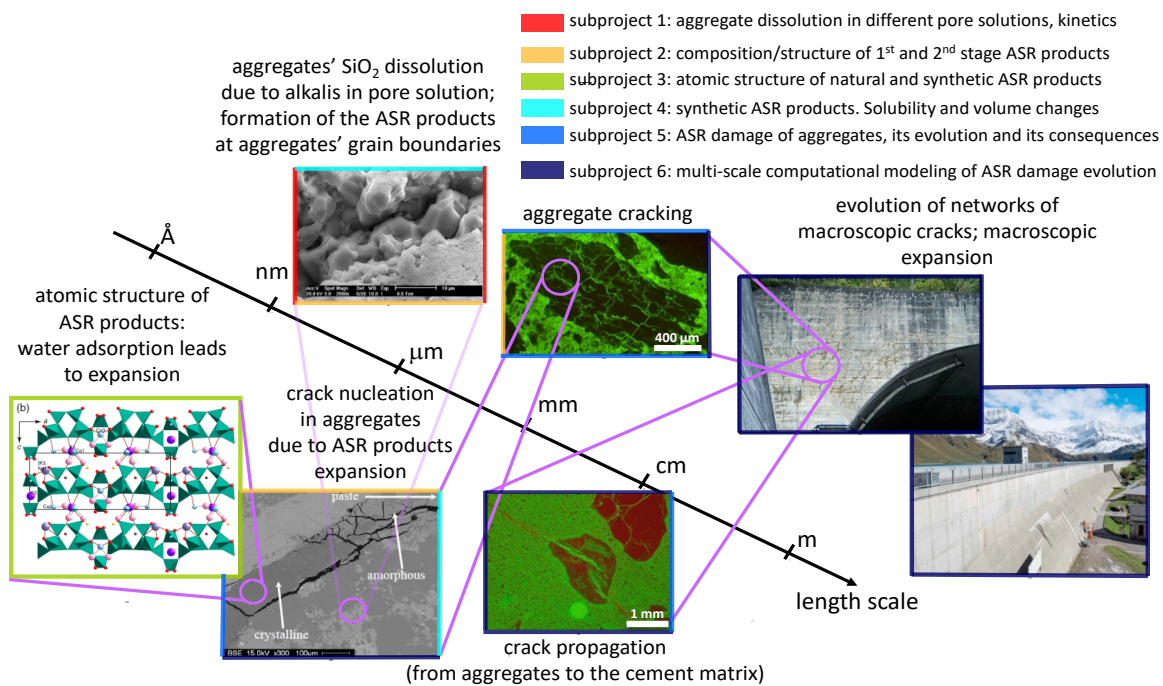 subproject 1: aggregate dissolution in different pore solutions, kinetics
subproject 2: composition/structure of 1st and 2nd stage ASR products
subproject 3: atomic structure of natural and synthetic ASR products
subproject 4: synthetic ASR products. Solubility and volume changes
subproject 5: ASR damage of aggregates, its evolution and its consequences
subproject 6: multi-scale computational modeling of ASR damage evolution
aggregates’ SiO2 dissolution
due to alkalis in pore solution;
formation of the ASR products
at aggregates’ grain boundaries
aggregate cracking
evolution of networks of
macroscopic cracks; macroscopic
expansion
Å
nm
μm
mm
cm
m
length scale
400 μm
atomic structure of
ASR products:
water adsorption leads
to expansion
crack nucleation
in aggregates
due to ASR products
expansion
(b)
a
c
paste
amorphous
crystalline
BSE 15.0kV x300 100μm
1 mm
crack propagation
(from aggregates to the cement matrix)